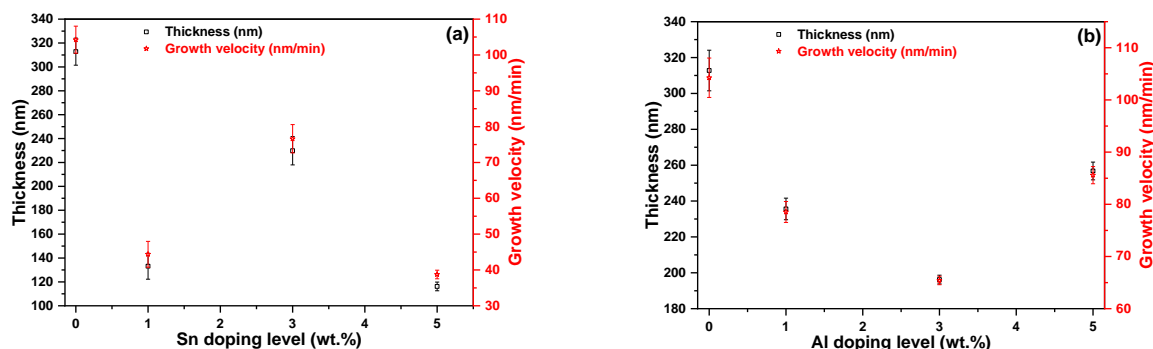 (a)
Thickness (nm)
Growth velocity (nm/min)
340
320
300
280
260
240
220
200
180
160
140
120
100
Thickness (nm)
110
100
90
80
70
60
50
40
30
Growth velocity (nm/min)
0 1 2 3 4 5
Sn doping level (wt.%)
(b)
Thickness (nm)
Growth velocity (nm/min)
340
320
300
280
260
240
220
200
180
Thickness (nm)
110
100
90
80
70
60
Growth velocity (nm/min)
0 1 2 3 4 5
Al doping level (wt.%)